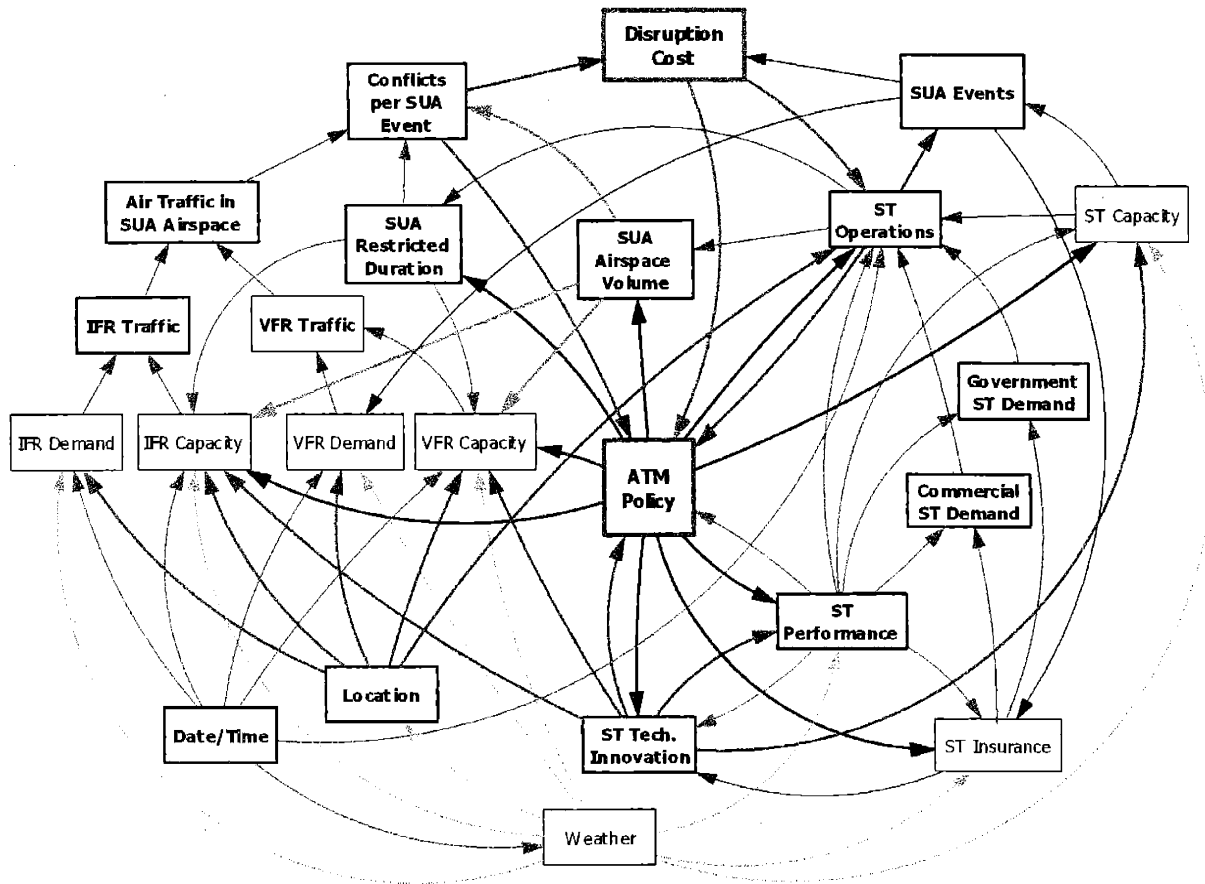 Disruption
Cost
Conflicts
per SUA
Event
SUA Events
Air Traffic in
SUA Airspace
SUA
Restricted
Duration
SUA
Airspace
Volume
ST
Operations
ST Capacity
IFR Traffic
VFR Traffic
Government
ST Demand
IFR Demand
IFR Capacity
VFR Demand
VFR Capacity
ATM
Policy
Commercial
ST Demand
ST
Performance
Location
Date/Time
ST Tech.
Innovation
ST Insurance
Weather